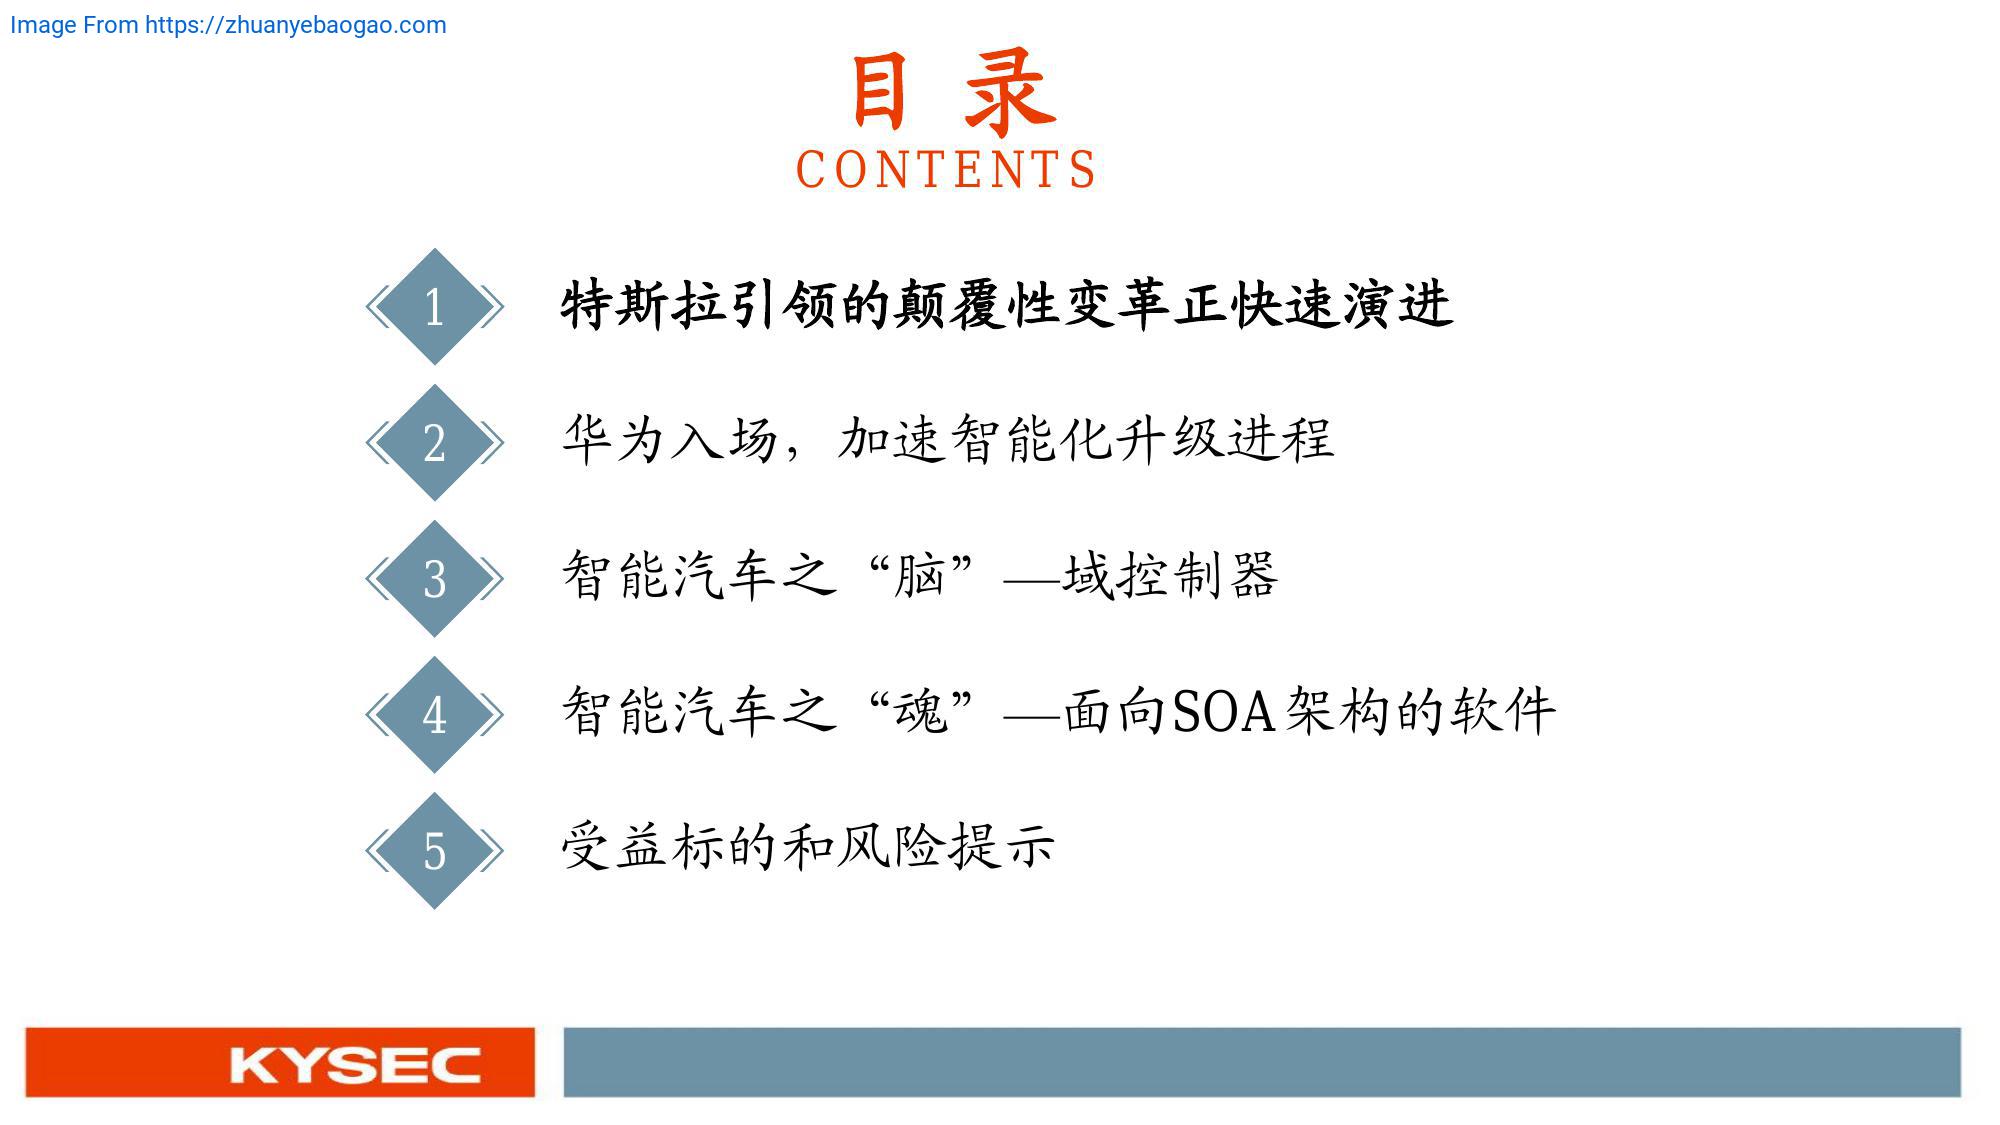 Image From https://zhuanyebaogao.com
目 录
CONTENTS
1 特斯拉引领的颠覆性变革正快速演进
2 华为入场，加速智能化升级进程
3 智能汽车之“脑”—域控制器
4 智能汽车之“魂”—面向SOA架构的软件
5 受益标的和风险提示
KYSEC